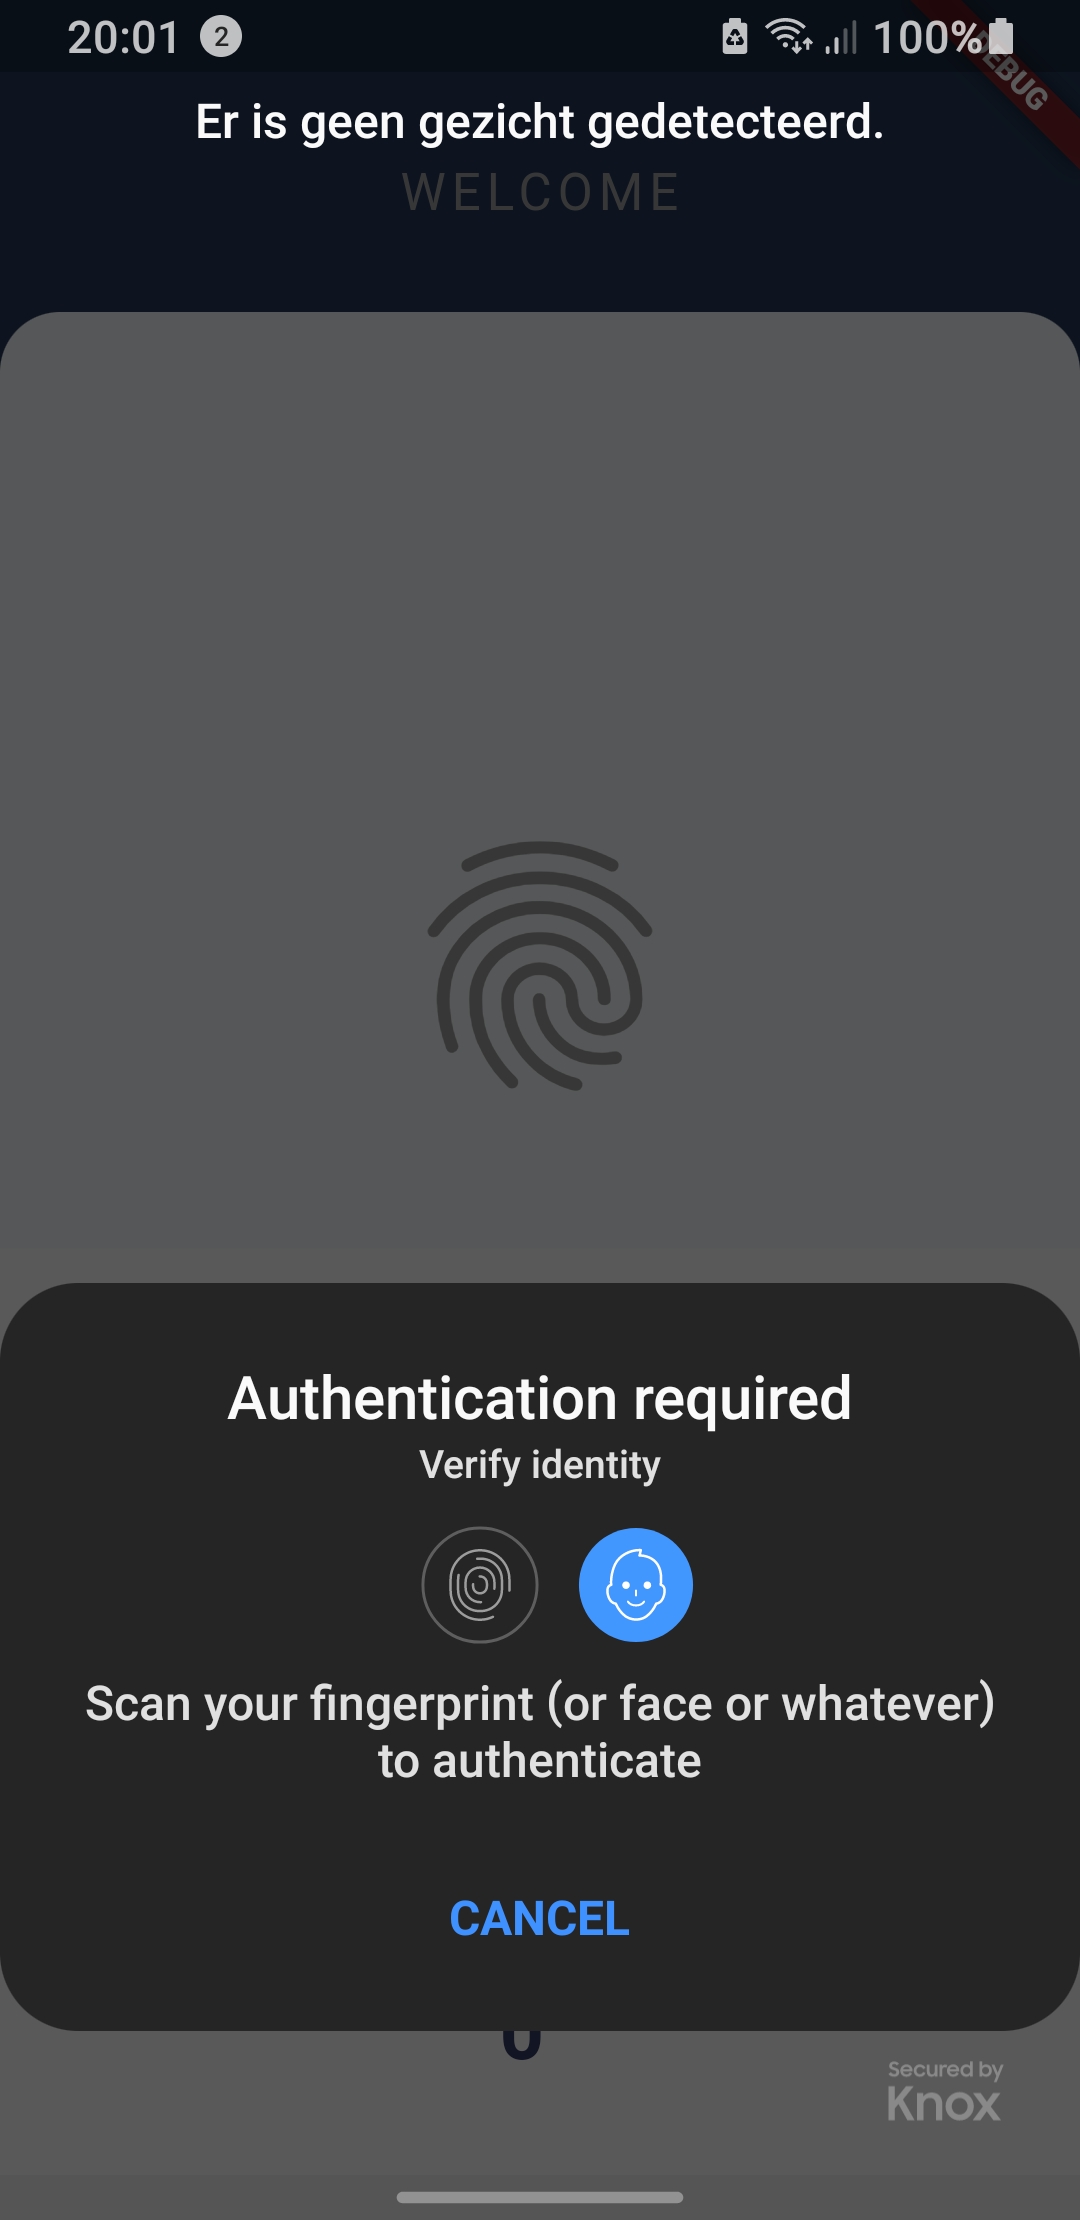 20:01 2 100%
DEBUG
Er is geen gezicht gedetecteerd.
WELCOME
Authentication required
Verify identity
Scan your fingerprint (or face or whatever)
to authenticate
CANCEL
Secured by
Knox